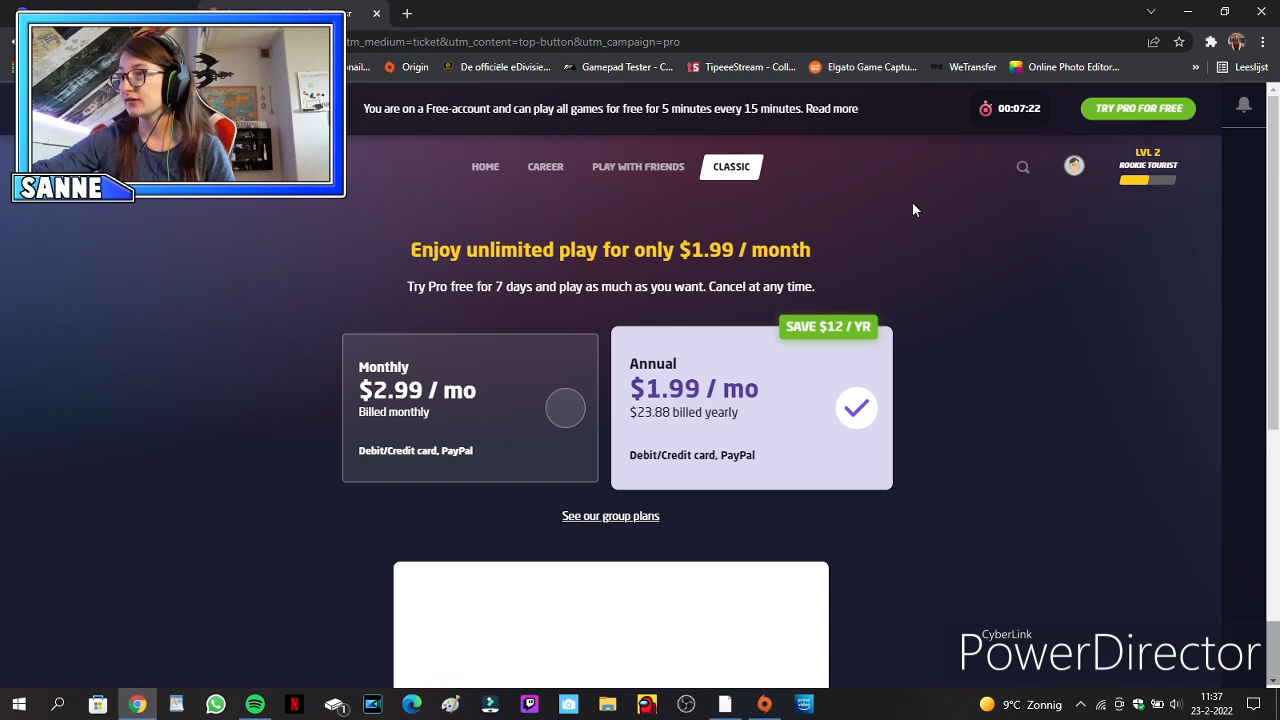 tm_medium=ticket&utm_content=top-button&utm_campaign=pro
mail...
Origin
De officiële eDivisie...
Gamepad Tester - C...
TipeeeStream - Coll...
Elgato Game Captu...
WeTransfer
Online Photo Editor...
»
Leeslijst
You are on a Free-account and can play all games for free for 5 minutes every 15 minutes. Read more
00:07:22
TRY PRO FOR FREE
SANNE
HOME
CAREER
PLAY WITH FRIENDS
CLASSIC
LVL 2
ROOKIE TOURIST
Enjoy unlimited play for only $1.99 / month
Try Pro free for 7 days and play as much as you want. Cancel at any time.
SAVE $12 / YR
Monthly
$2.99 / mo
Billed monthly
Debit/Credit card, PayPal
Annual
$1.99 / mo
$23.88 billed yearly
Debit/Credit card, PayPal
See our group plans
CyberLink
PowerDirector
9°C Zonnig
11:37
23-2-2022